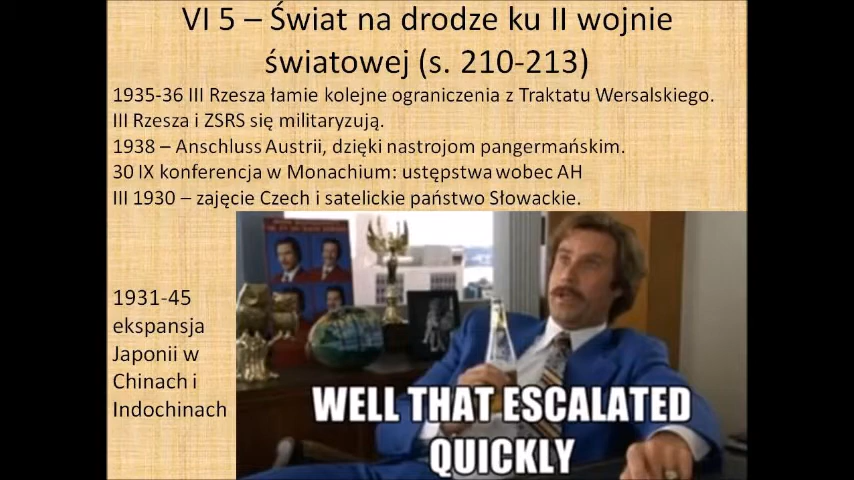 VI 5 – Świat na drodze ku II wojnie
światowej (s. 210-213)
1935-36 III Rzesza łamie kolejne ograniczenia z Traktatu Wersalskiego.
III Rzesza i ZSRS się militaryzują.
1938 – Anschluss Austrii, dzięki nastrojom pangermańskim.
30 IX konferencja w Monachium: ustępstwa wobec AH
III 1930 – zajęcie Czech i satelickie państwo Słowackie.
1931-45
ekspansja
Japonii w
Chinach i
Indochinach
WELL THAT ESCALATED
QUICKLY